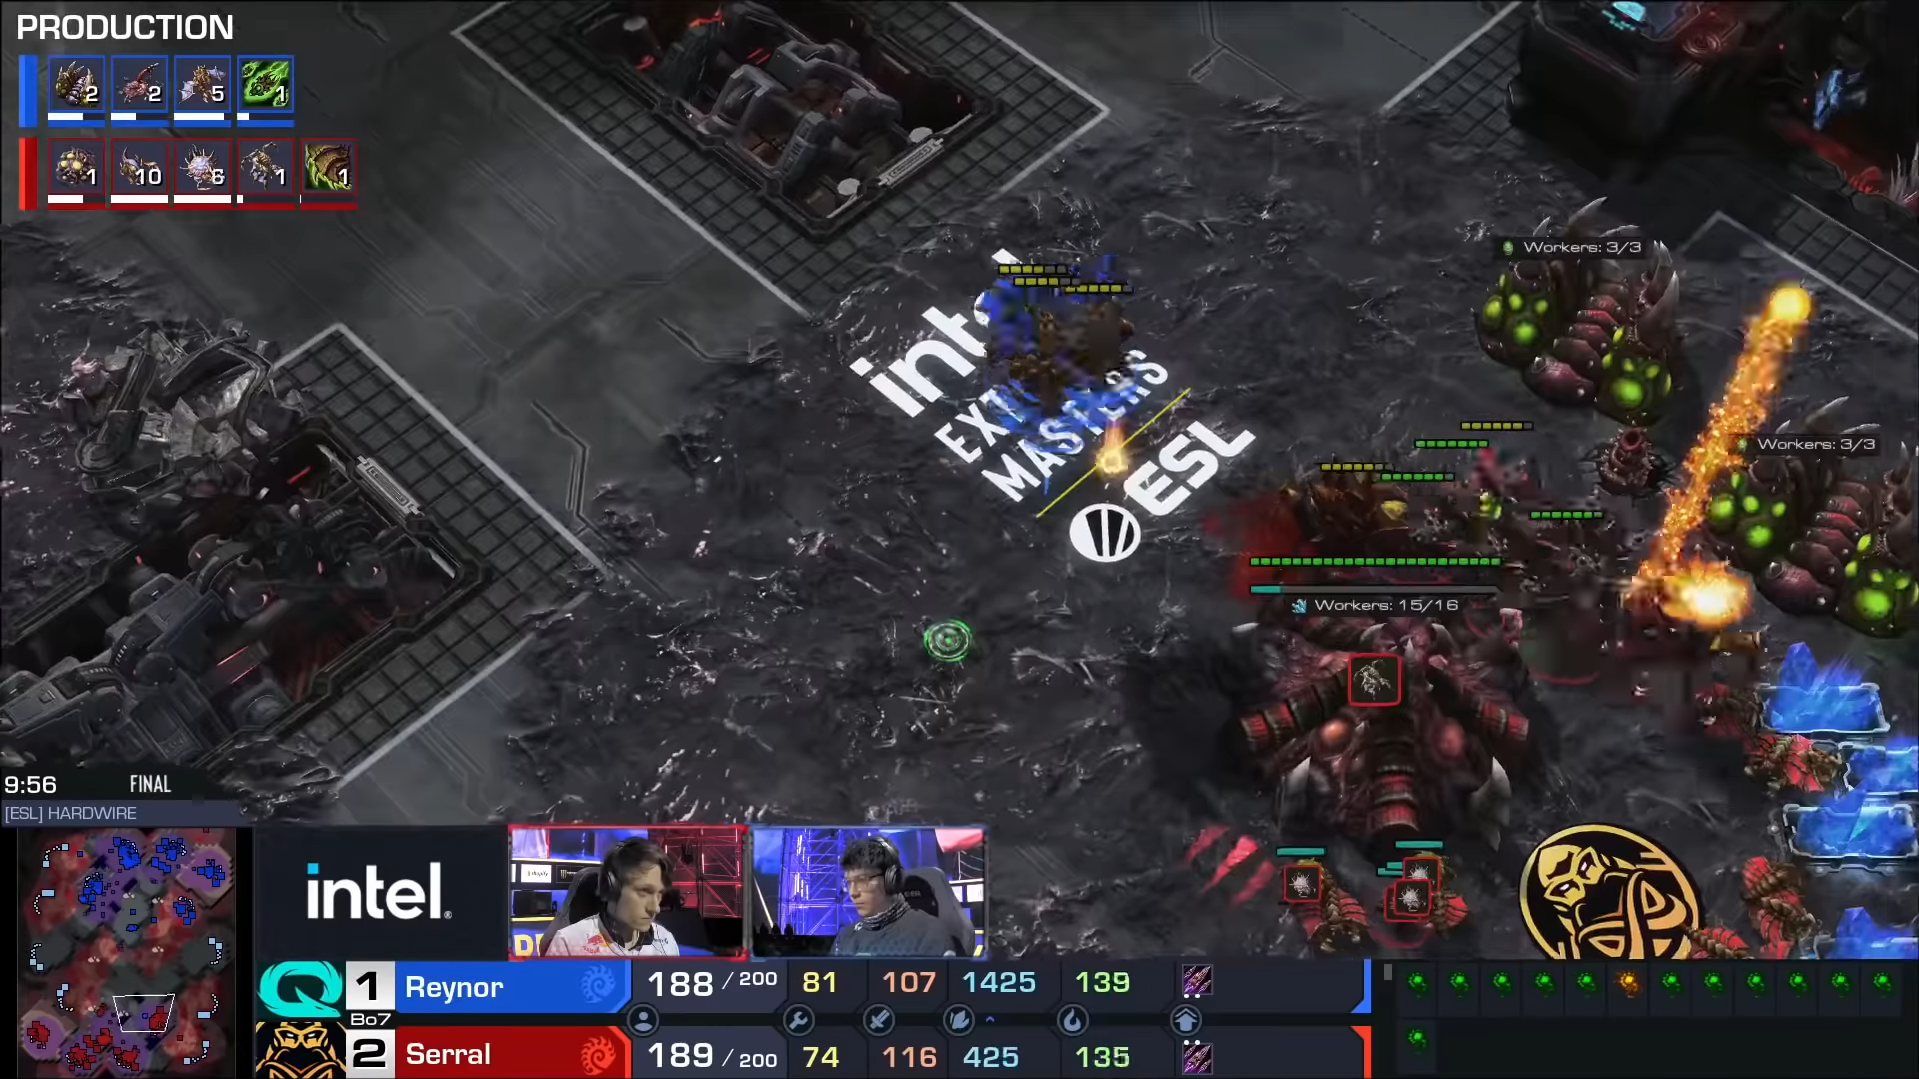 PRODUCTION
2 2 5 1
1 10 6 1 1
Workers: 3/3
intel
EXTREME
MASTERS
ESL
Workers: 3/3
Workers: 15/16
9:56 FINAL
[ESL] HARDWIRE
intel.
1 Reynor 188 / 200 81 107 1425 139
Bo7
2 Serral 189 / 200 74 116 425 135